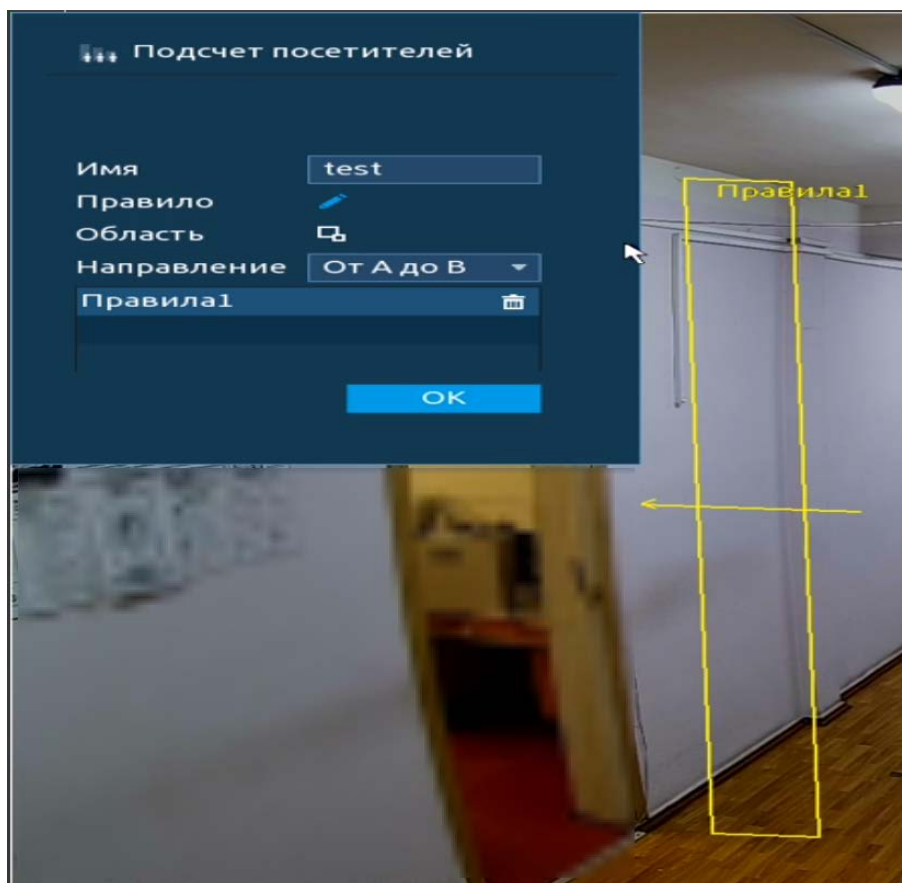 Подсчет посетителей
Имя
test
Правило
Область
Направление
От А до В
Правила1
OK
Правила1